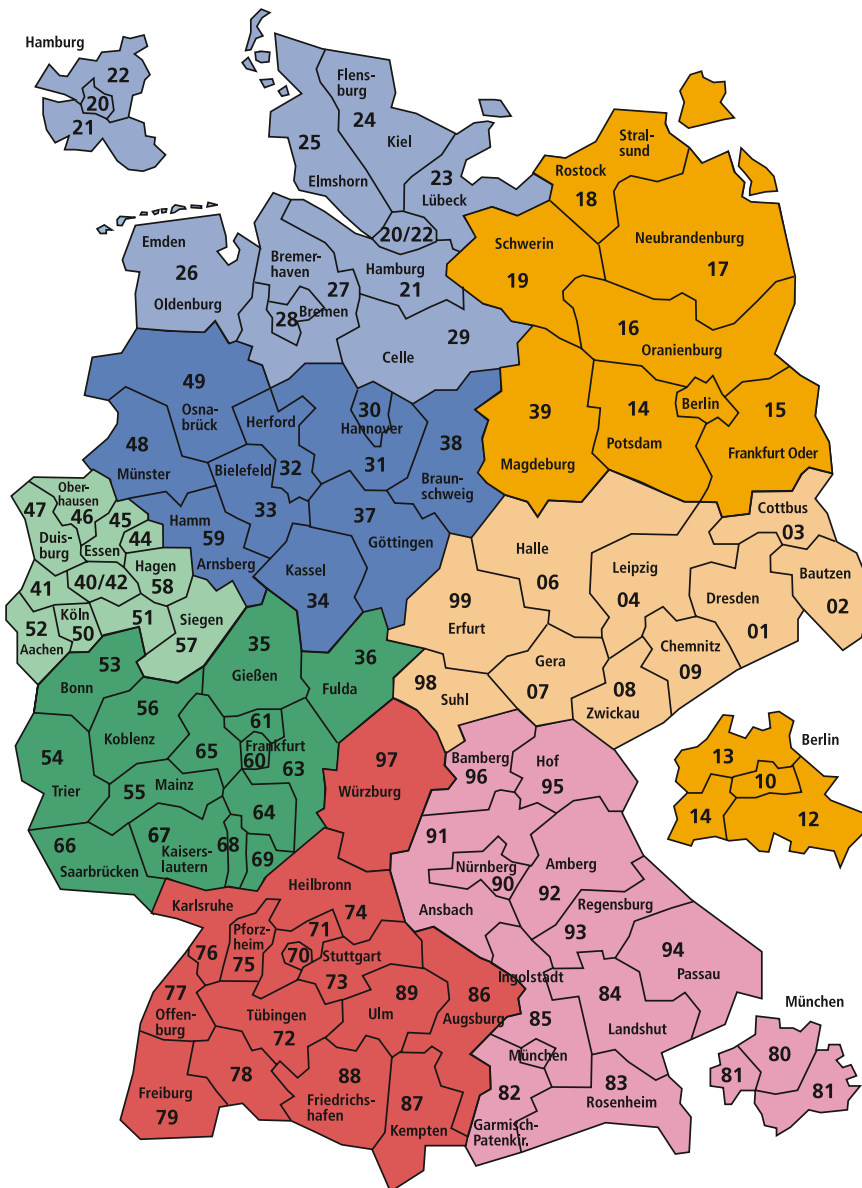 Hamburg
22
20
21
Flens-
burg
24
Kiel
25
Elmshorn
23
Lübeck
20/22
Stral-
sund
Rostock
18
Schwerin
19
Neubrandenburg
17
Emden
26
Oldenburg
Bremer-
haven
27
28
Bremen
Hamburg
21
29
Celle
16
Oranienburg
49
Osna-
brück
Herford
32
30
Hannover
31
38
Braun-
schweig
39
Magdeburg
14
Potsdam
Berlin
15
Frankfurt Oder
48
Münster
Bielefeld
33
37
Göttingen
Hamm
59
Arnsberg
Kassel
34
47
Ober-
hausen
46
45
44
Duis-
burg
Essen
40/42
Hagen
58
41
52
Aachen
Köln
50
51
Siegen
57
Cottbus
03
Halle
06
Leipzig
04
Dresden
01
Bautzen
02
99
Erfurt
98
Suhl
Gera
07
08
Zwickau
Chemnitz
09
53
Bonn
35
Gießen
36
Fulda
56
Koblenz
54
Trier
55
Mainz
65
61
Frankfurt
60
63
64
66
Saarbrücken
67
Kaisers-
lautern
68
69
97
Würzburg
Bamberg
96
Hof
95
Berlin
13
10
14
12
91
Nürnberg
90
Ansbach
Amberg
92
Regensburg
93
94
Passau
Heilbronn
74
Karlsruhe
76
Pforz-
heim
75
71
70
Stuttgart
73
77
Offen-
burg
Tübingen
72
89
Ulm
86
Augsburg
Ingolstadt
85
84
Landshut
München
78
Freiburg
79
88
Friedrichs-
hafen
87
Kempten
82
Garmisch-
Patenkir.
83
Rosenheim
München
80
81
81